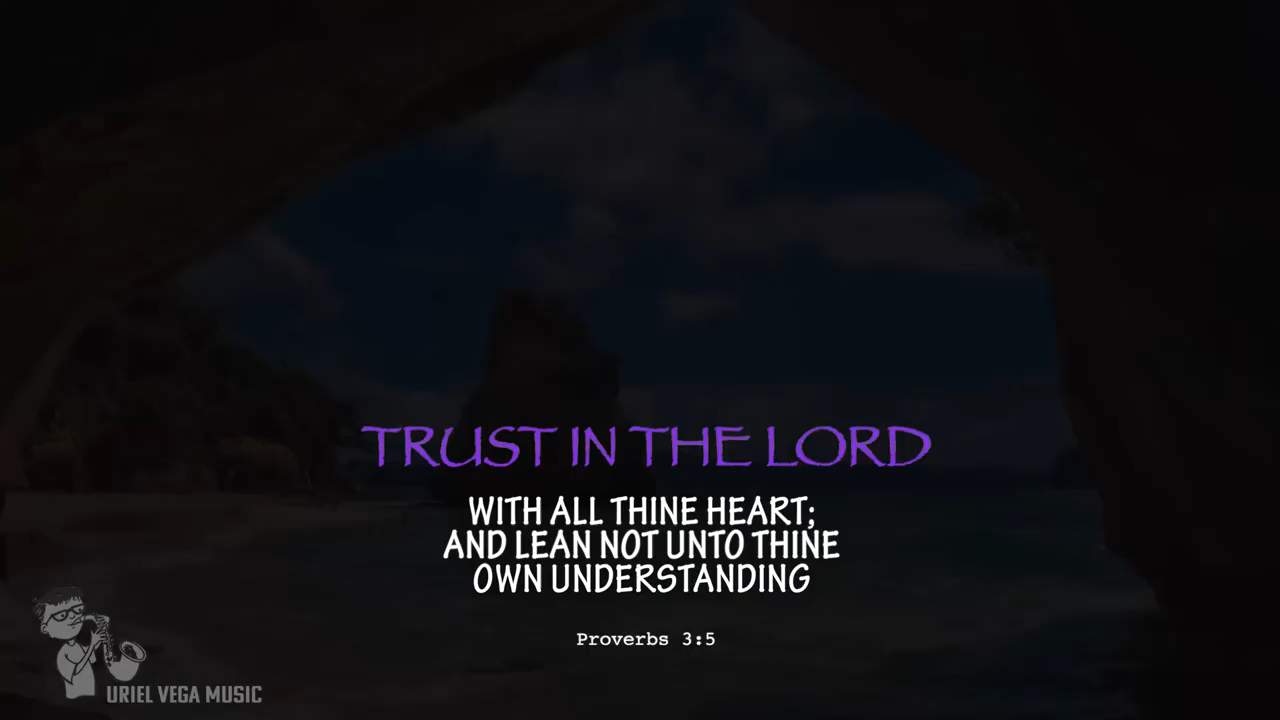 TRUST IN THE LORD
WITH ALL THINE HEART;
AND LEAN NOT UNTO THINE
OWN UNDERSTANDING
Proverbs 3:5
URIEL VEGA MUSIC